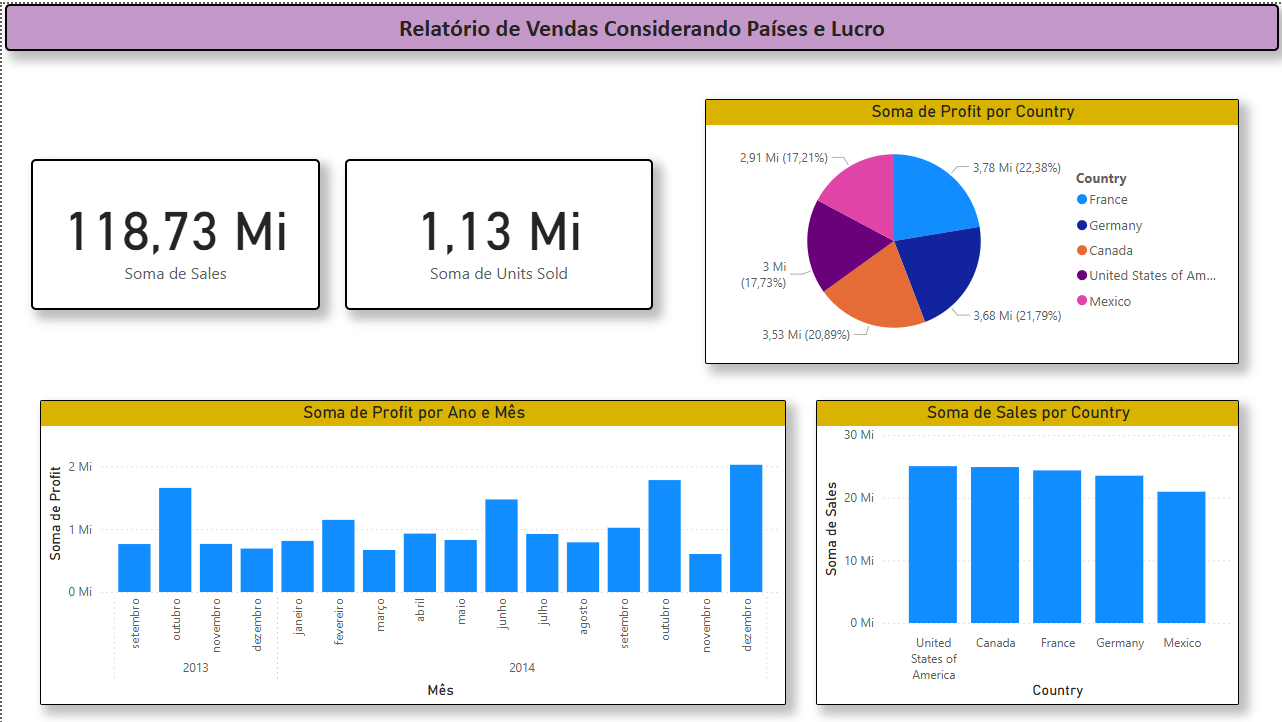 Relatório de Vendas Considerando Países e Lucro
118,73 Mi
Soma de Sales
1,13 Mi
Soma de Units Sold
Soma de Profit por Country
2,91 Mi (17,21%)
3,78 Mi (22,38%)
3 Mi
(17,73%)
3,53 Mi (20,89%)
3,68 Mi (21,79%)
Country
France
Germany
Canada
United States of Am...
Mexico
Soma de Profit por Ano e Mês
Soma de Profit
2 Mi
1 Mi
0 Mi
setembro
outubro
novembro
dezembro
janeiro
fevereiro
março
abril
maio
junho
julho
agosto
setembro
outubro
novembro
dezembro
2013
2014
Mês
Soma de Sales por Country
Soma de Sales
30 Mi
20 Mi
10 Mi
0 Mi
United
States of
America
Canada
France
Germany
Mexico
Country